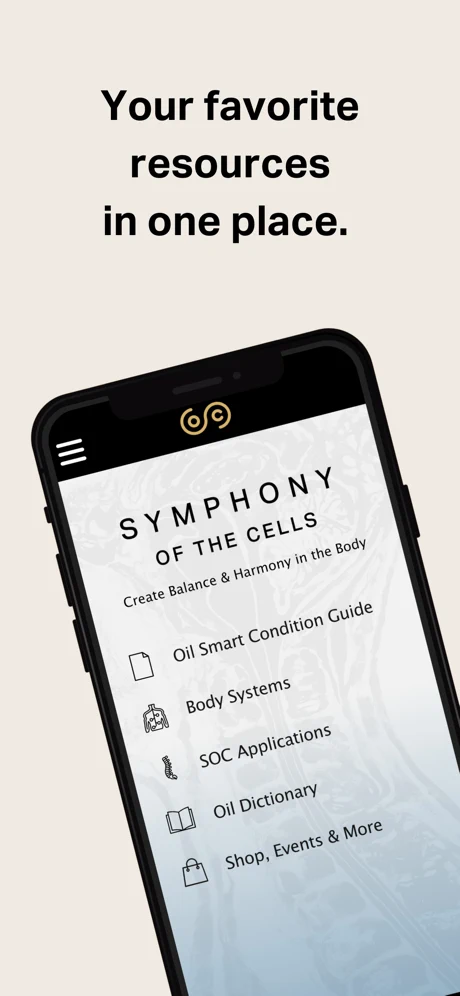 Your favorite
resources
in one place.
SYMPHONY
OF THE CELLS
Create Balance & Harmony in the Body
Oil Smart Condition Guide
Body Systems
SOC Applications
Oil Dictionary
Shop, Events & More